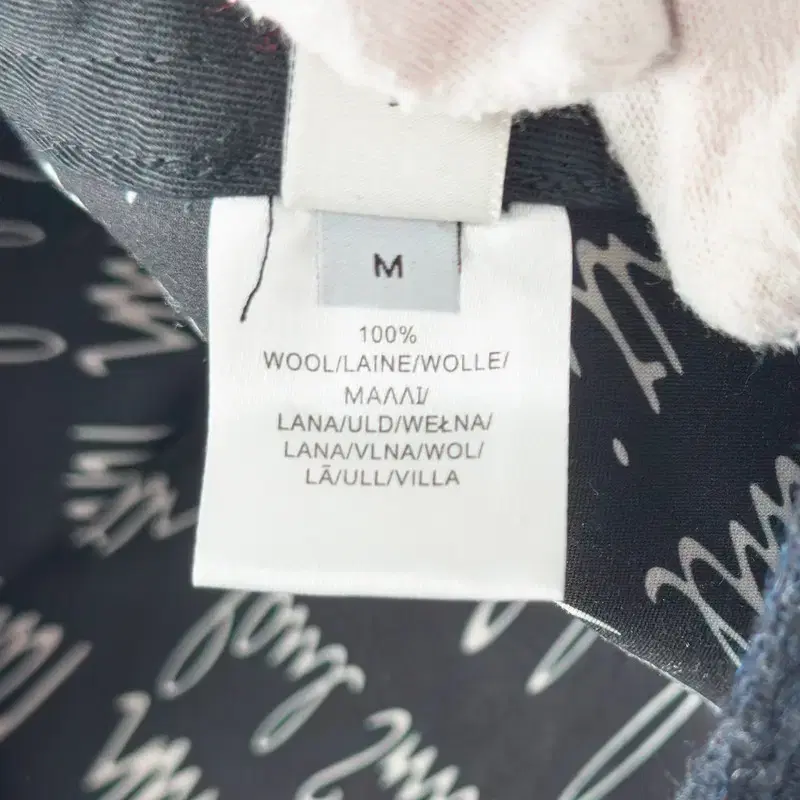 M
100%
WOOL/LAINE/WOLLE/
ΜΑΛΛΙ/
LANA/ULD/WEŁNA/
LANA/VLNA/WOL/
LÃ/ULL/VILLA